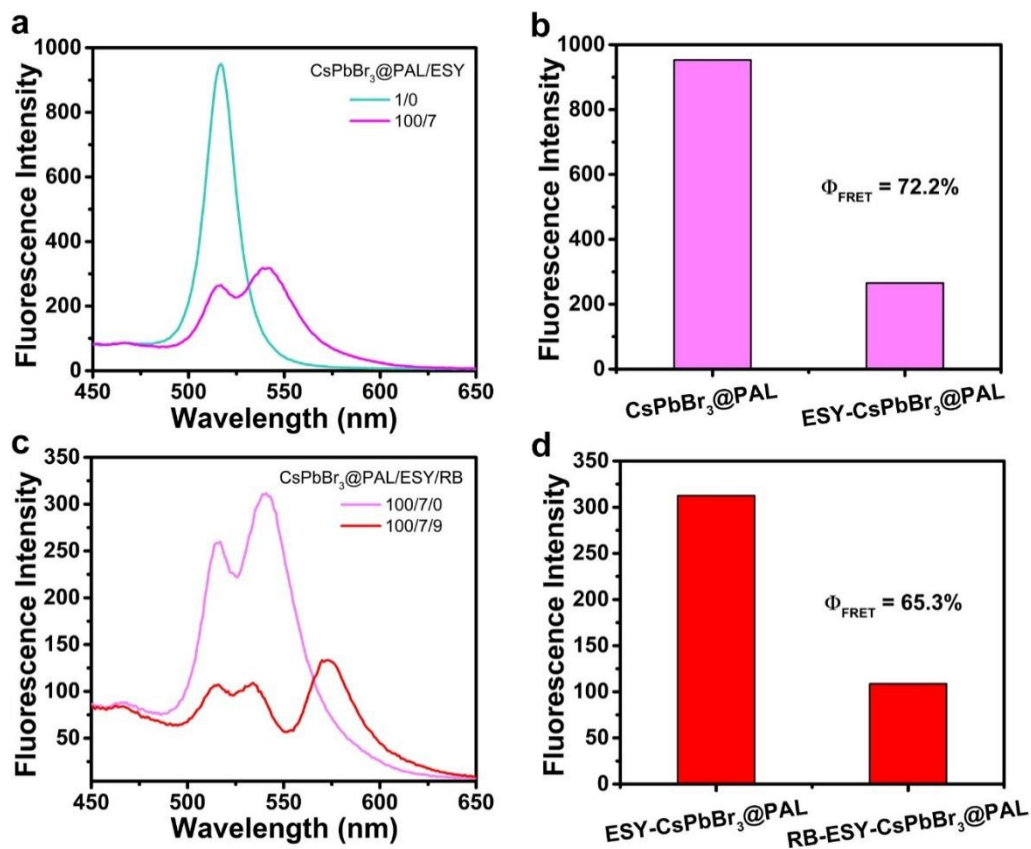 a
Fluorescence Intensity
1000
800
600
400
200
0
450
500
550
600
650
Wavelength (nm)
CsPbBr₃@PAL/ESY
1/0
100/7
b
Fluorescence Intensity
1000
800
600
400
200
0
Φ_FRET = 72.2%
CsPbBr₃@PAL
ESY-CsPbBr₃@PAL
c
Fluorescence Intensity
350
300
250
200
150
100
50
450
500
550
600
650
Wavelength (nm)
CsPbBr₃@PAL/ESY/RB
100/7/0
100/7/9
d
Fluorescence Intensity
350
300
250
200
150
100
50
0
Φ_FRET = 65.3%
ESY-CsPbBr₃@PAL
RB-ESY-CsPbBr₃@PAL